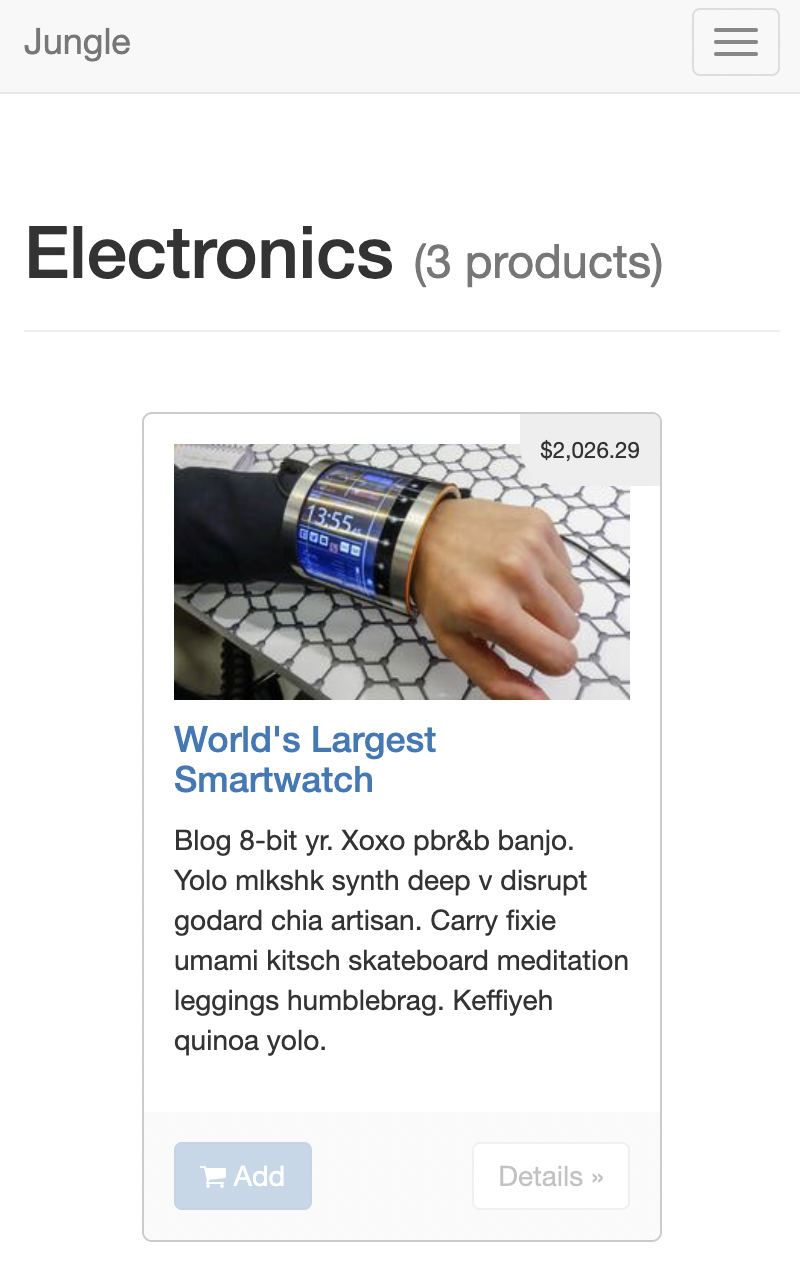 Jungle
Electronics (3 products)
$2,026.29
13:55
World's Largest
Smartwatch
Blog 8-bit yr. Xoxo pbr&b banjo.
Yolo mlkshk synth deep v disrupt
godard chia artisan. Carry fixie
umami kitsch skateboard meditation
leggings humblebrag. Keffiyeh
quinoa yolo.
Add
Details »